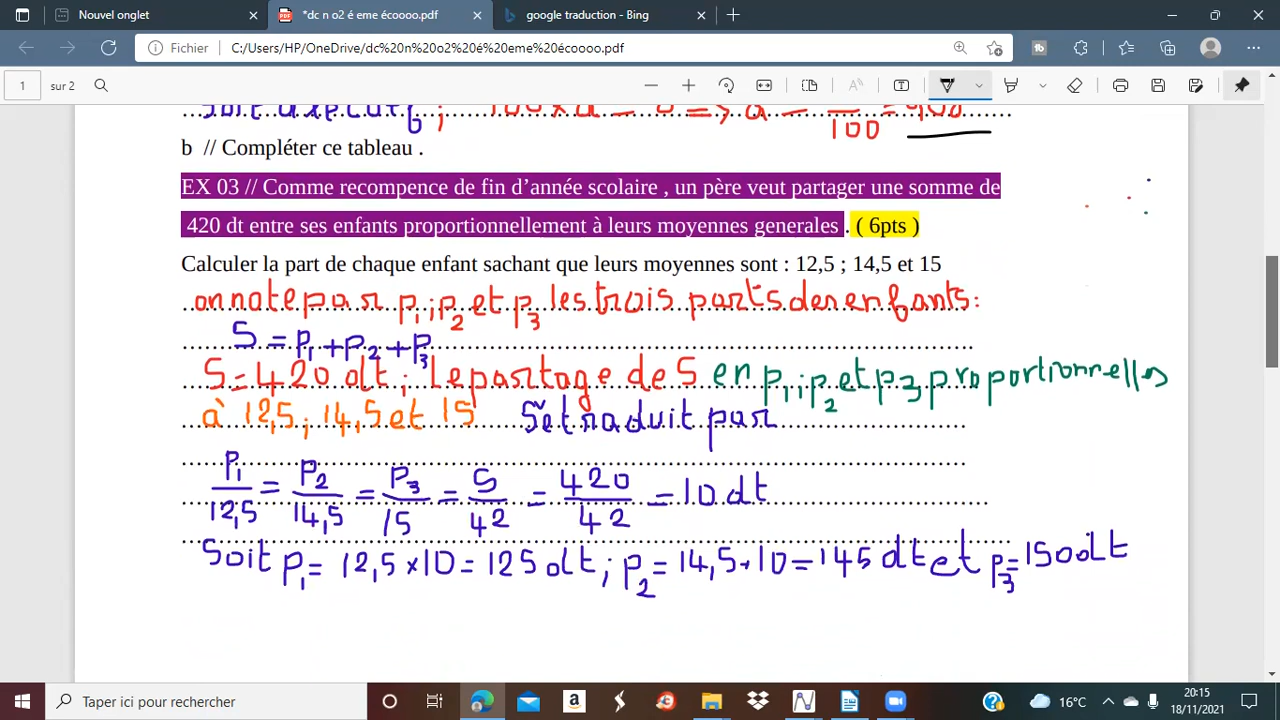 Nouvel onglet
*dc n o2 é eme écoooo.pdf
google traduction - Bing
Fichier
C:/Users/HP/OneDrive/dc%20n%20o2%20é%20eme%20écoooo.pdf
1
sur 2
100
b // Compléter ce tableau .
EX 03 // Comme recompence de fin d’année scolaire , un père veut partager une somme de
420 dt entre ses enfants proportionnellement à leurs moyennes generales . ( 6pts )
Calculer la part de chaque enfant sachant que leurs moyennes sont : 12,5 ; 14,5 et 15
on note par p1 ; p2 et p3 les trois parts des enfants :
S = p1 + p2 + p3
S = 420 dt ; le partage de S en p1 ; p2 et p3 proportionnelles
à 12,5 ; 14,5 et 15 se traduit par
p1/12,5 = p2/14,5 = p3/15 = S/42 = 420/42 = 10 dt
Soit p1 = 12,5 × 10 = 125 dt ; p2 = 14,5 . 10 = 145 dt et p3 = 150 dt
Taper ici pour rechercher
16°C
20:15
18/11/2021